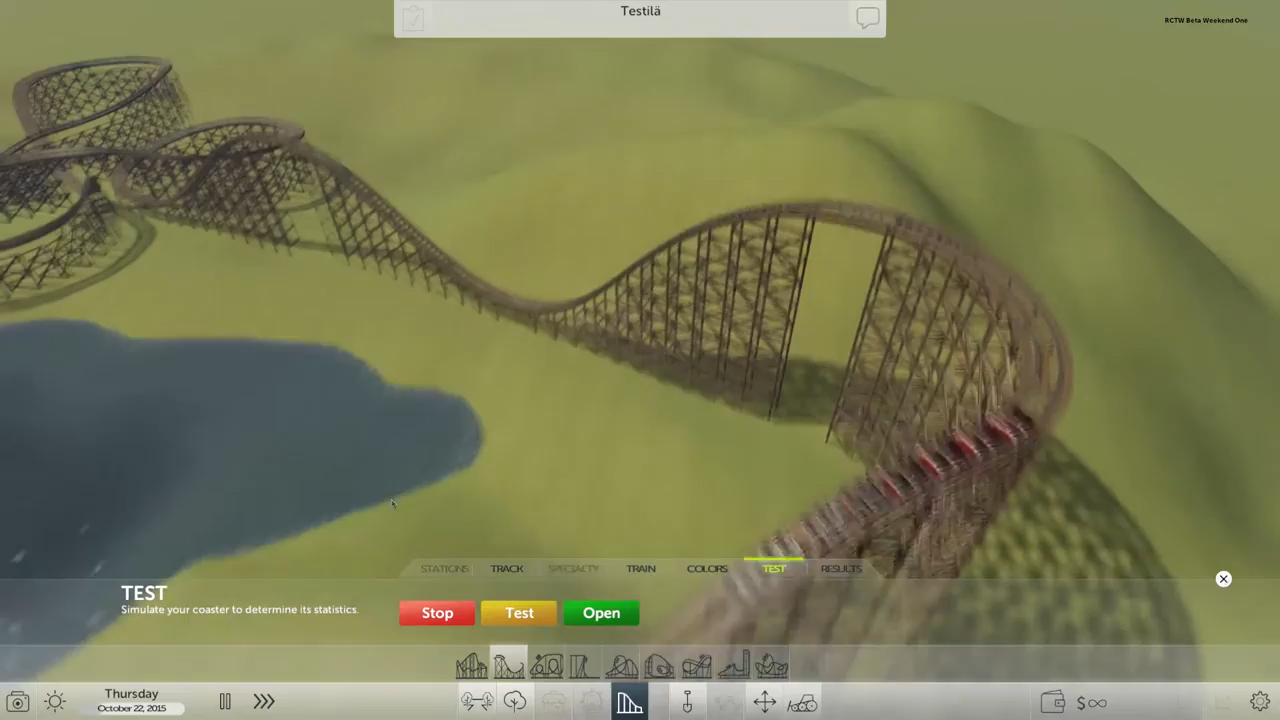 Testilä
RCTW Beta Weekend One
STATIONS
TRACK
SPECIALTY
TRAIN
COLORS
TEST
RESULTS
TEST
Simulate your coaster to determine its statistics.
Stop
Test
Open
Thursday
October 22, 2015
$∞